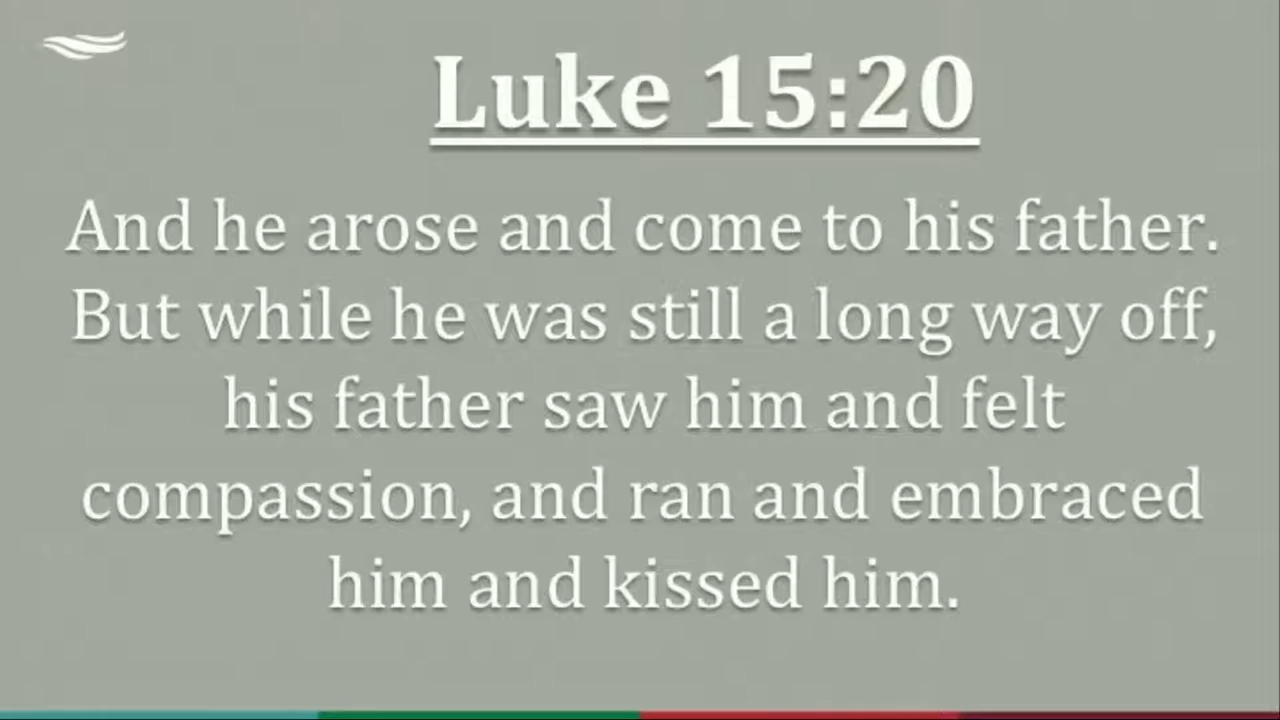 Luke 15:20
And he arose and come to his father.
But while he was still a long way off,
his father saw him and felt
compassion, and ran and embraced
him and kissed him.